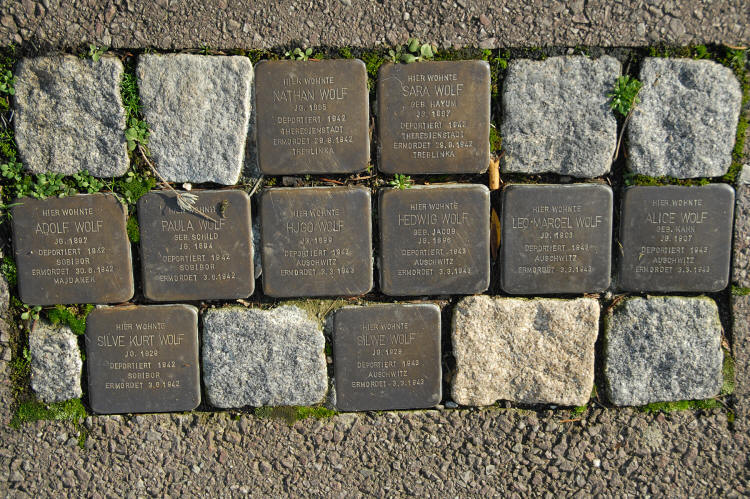 HIER WOHNTE
NATHAN WOLF
JG. 1865
DEPORTIERT 1942
THERESIENSTADT
ERMORDET 29.9.1942
TREBLINKA
HIER WOHNTE
SARA WOLF
GEB. HAYUM
JG. 1867
DEPORTIERT 1942
THERESIENSTADT
ERMORDET 29.9.1942
TREBLINKA
HIER WOHNTE
ADOLF WOLF
JG. 1892
DEPORTIERT 1942
SOBIBOR
ERMORDET 30.6.1942
MAJDANEK
HIER WOHNTE
PAULA WOLF
GEB. SCHILD
JG. 1894
DEPORTIERT 1942
SOBIBOR
ERMORDET 3.6.1942
HIER WOHNTE
HUGO WOLF
JG. 1899
DEPORTIERT 1943
AUSCHWITZ
ERMORDET 3.3.1943
HIER WOHNTE
HEDWIG WOLF
GEB. JACOB
JG. 1896
DEPORTIERT 1943
AUSCHWITZ
ERMORDET 3.3.1943
HIER WOHNTE
LEO-MARCEL WOLF
JG. 1903
DEPORTIERT 1943
AUSCHWITZ
ERMORDET 3.3.1943
HIER WOHNTE
ALICE WOLF
GEB. KAHN
JG. 1907
DEPORTIERT 1943
AUSCHWITZ
ERMORDET 3.3.1943
HIER WOHNTE
SILVE KURT WOLF
JG. 1929
DEPORTIERT 1942
SOBIBOR
ERMORDET 3.6.1942
HIER WOHNTE
SILWE WOLF
JG. 1928
DEPORTIERT 1943
AUSCHWITZ
ERMORDET 3.3.1943